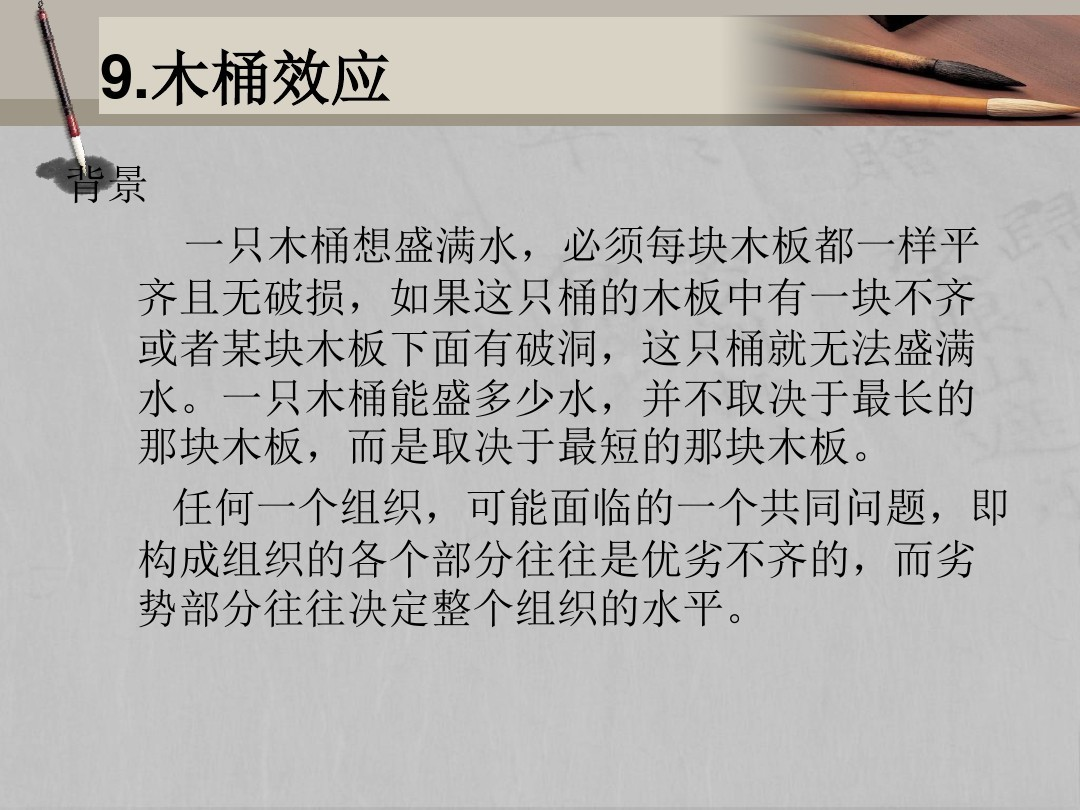 9.木桶效应
背景
一只木桶想盛满水，必须每块木板都一样平
齐且无破损，如果这只桶的木板中有一块不齐
或者某块木板下面有破洞，这只桶就无法盛满
水。一只木桶能盛多少水，并不取决于最长的
那块木板，而是取决于最短的那块木板。
任何一个组织，可能面临的一个共同问题，即
构成组织的各个部分往往是优劣不齐的，而劣
势部分往往决定整个组织的水平。